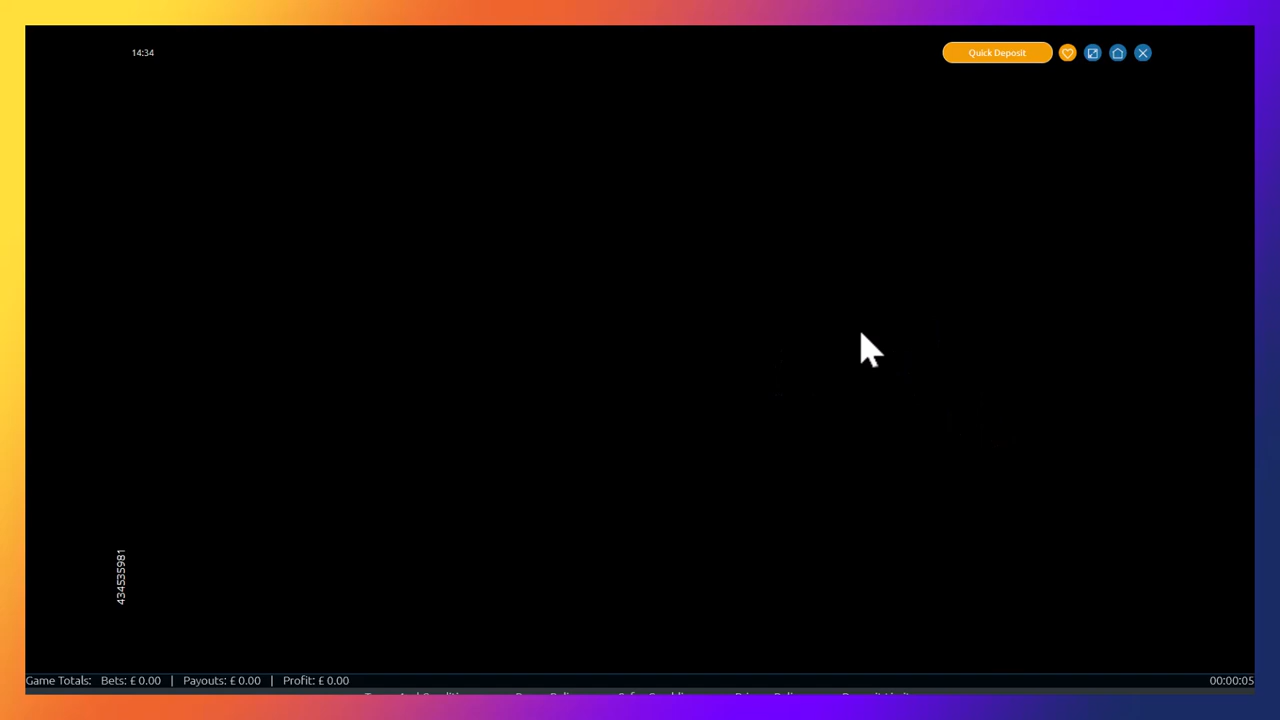 14:34
Quick Deposit
434535981
Game Totals: Bets: £ 0.00 | Payouts: £ 0.00 | Profit: £ 0.00
00:00:05